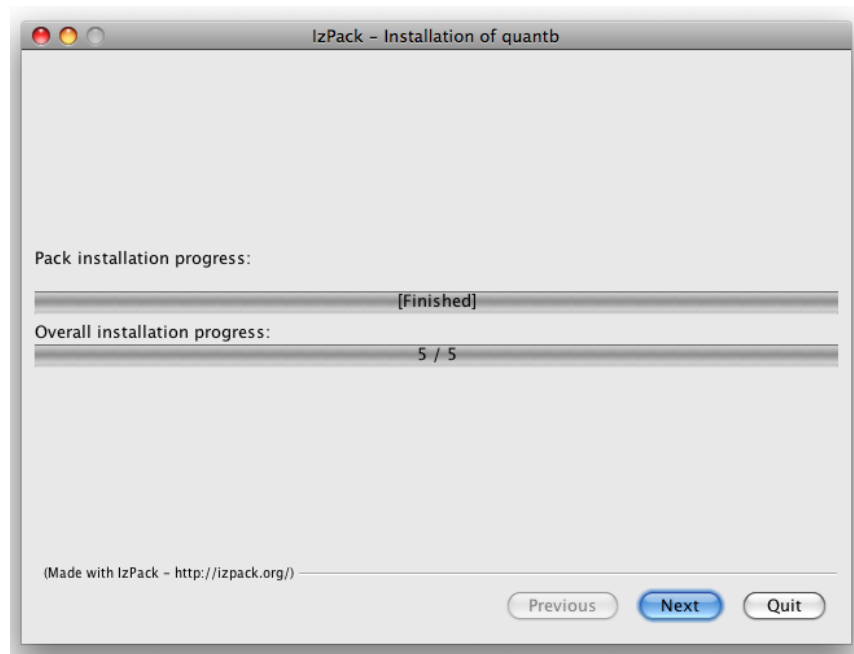 IzPack – Installation of quantb
Pack installation progress:
[Finished]
Overall installation progress:
5 / 5
(Made with IzPack – http://izpack.org/)
Previous Next Quit